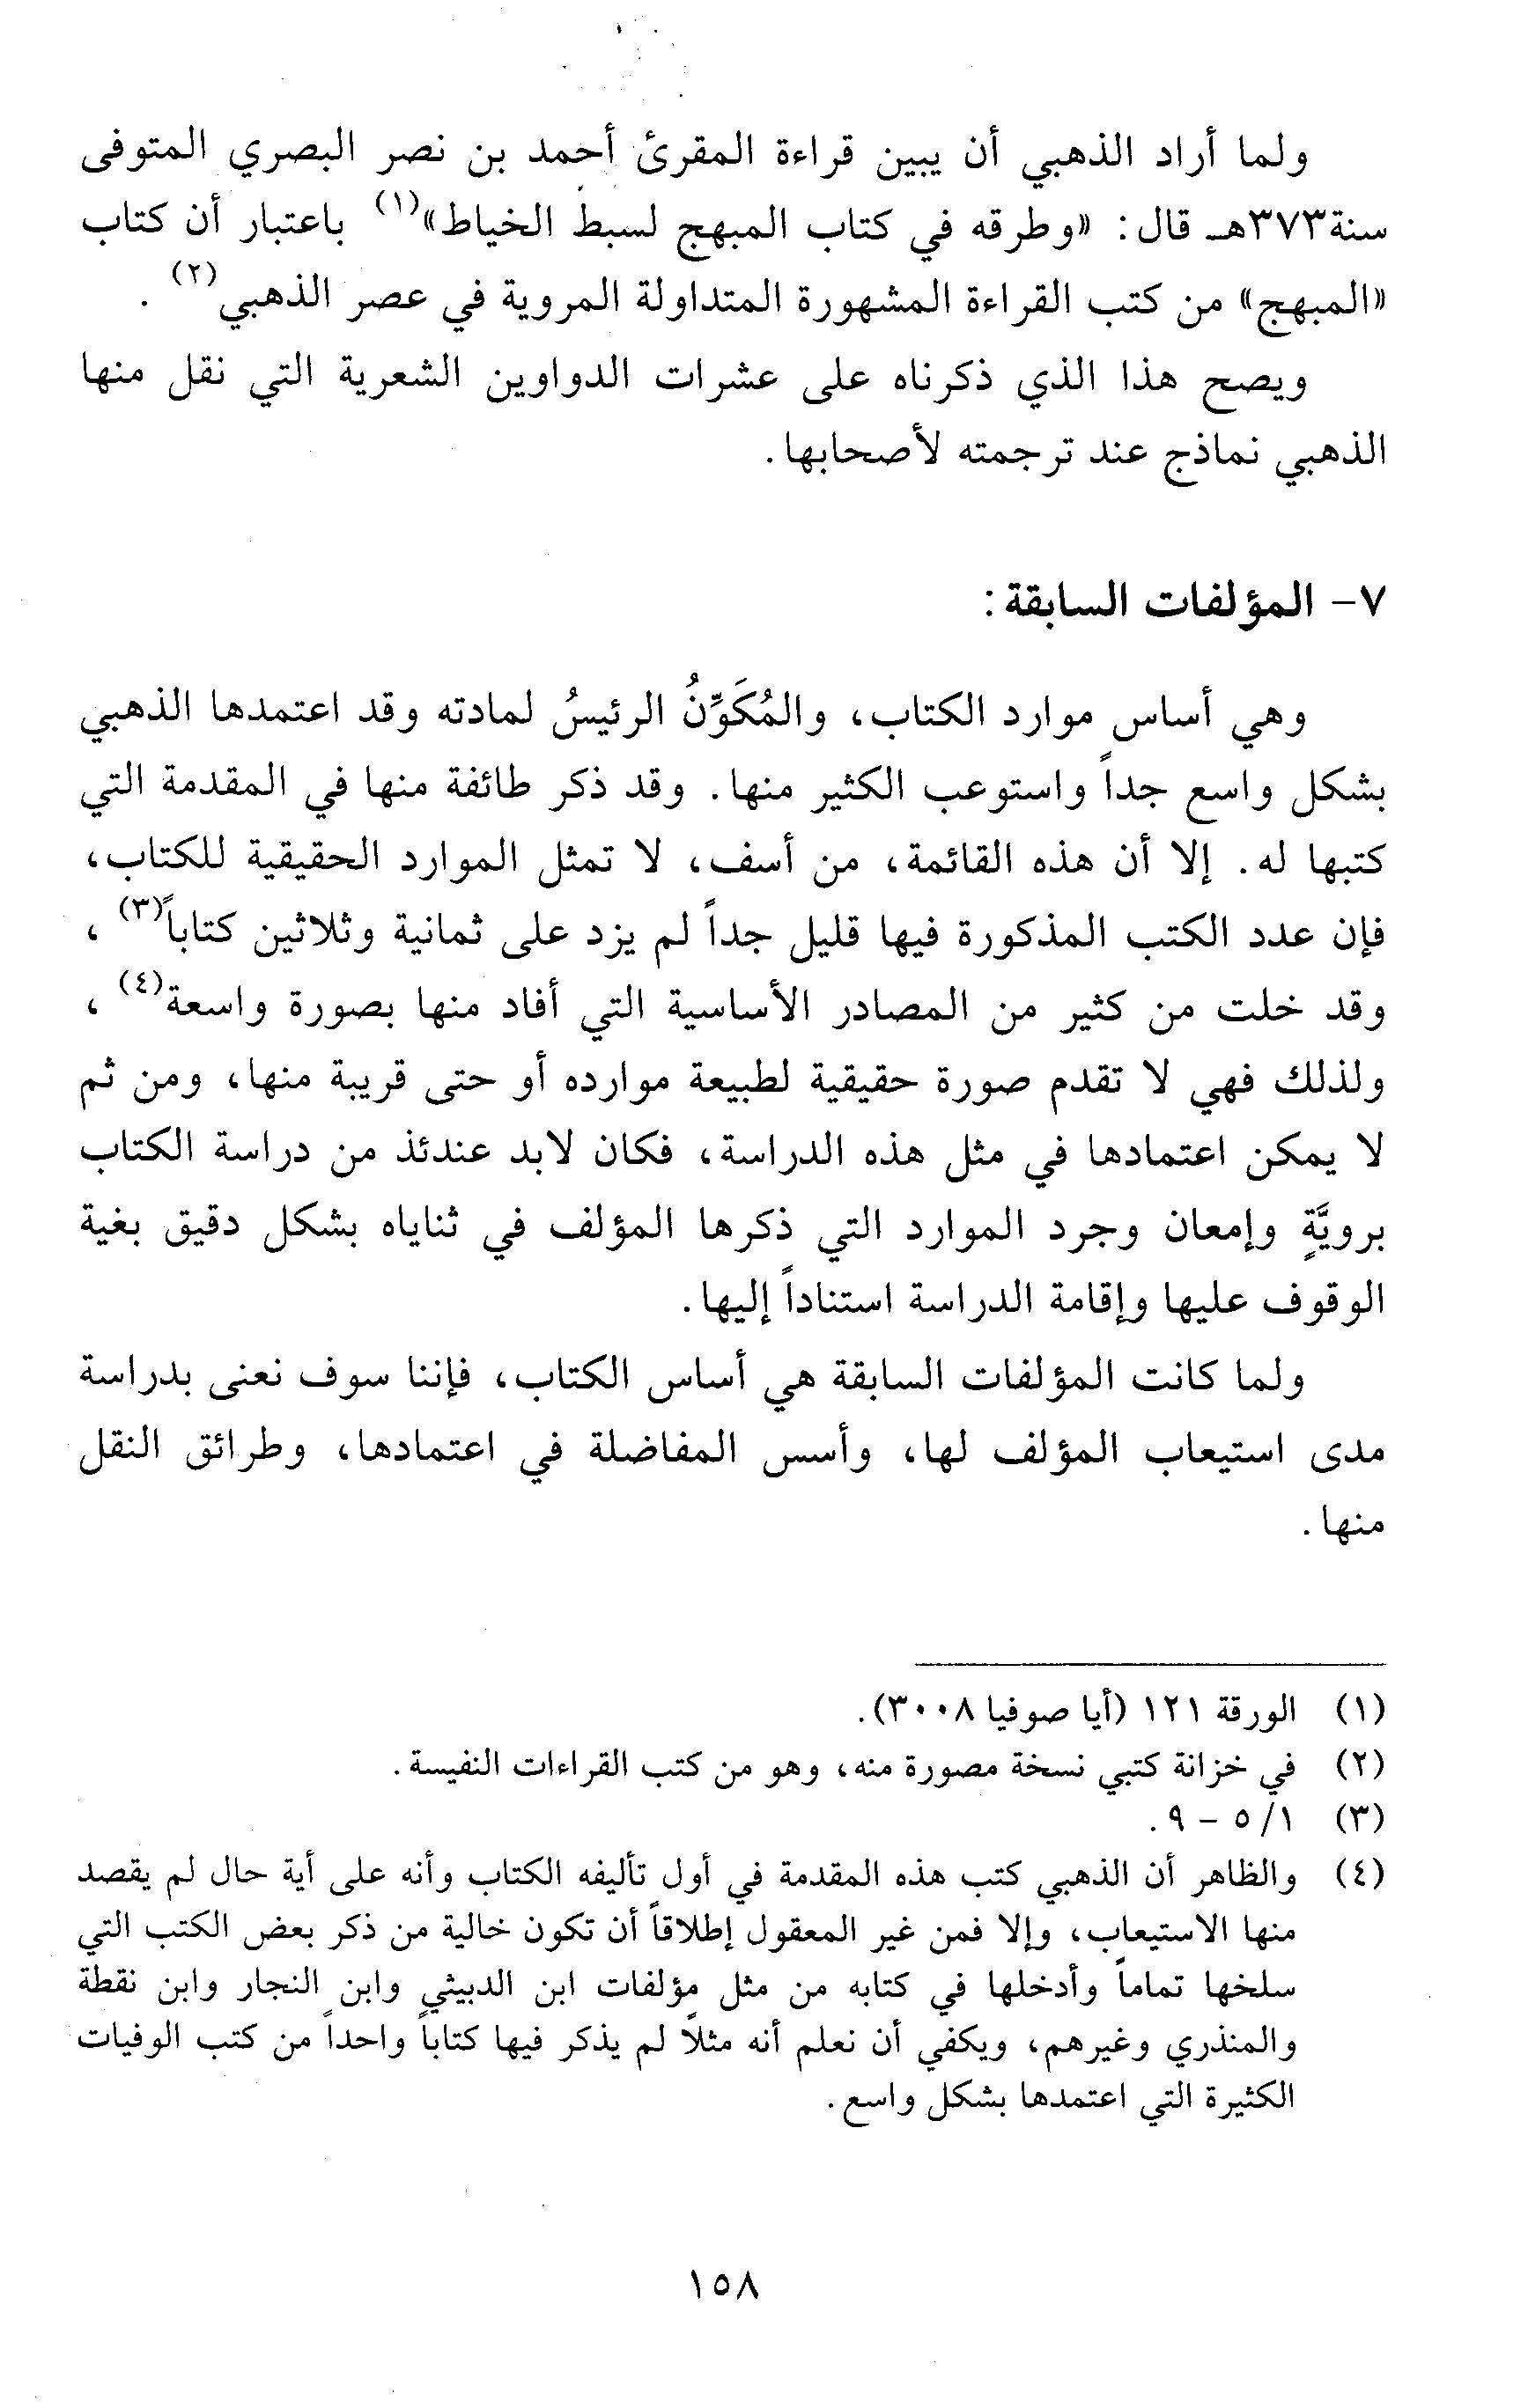 ولما أراد الذهبي أن يبين قراءة المقرئ أحمد بن نصر البصري المتوفى
سنة٣٧٣هـ قال: «وطرقه في كتاب المبهج لسبط الخياط»(١) باعتبار أن كتاب
«المبهج» من كتب القراءة المشهورة المتداولة المروية في عصر الذهبي(٢) .
ويصح هذا الذي ذكرناه على عشرات الدواوين الشعرية التي نقل منها
الذهبي نماذج عند ترجمته لأصحابها.
٧- المؤلفات السابقة:
وهي أساس موارد الكتاب، والمُكَوِّنُ الرئيسُ لمادته وقد اعتمدها الذهبي
بشكل واسع جداً واستوعب الكثير منها. وقد ذكر طائفة منها في المقدمة التي
كتبها له. إلا أن هذه القائمة، من أسف، لا تمثل الموارد الحقيقية للكتاب،
فإن عدد الكتب المذكورة فيها قليل جداً لم يزد على ثمانية وثلاثين كتاباً(٣) ،
وقد خلت من كثير من المصادر الأساسية التي أفاد منها بصورة واسعة(٤) ،
ولذلك فهي لا تقدم صورة حقيقية لطبيعة موارده أو حتى قريبة منها، ومن ثم
لا يمكن اعتمادها في مثل هذه الدراسة، فكان لابد عندئذ من دراسة الكتاب
برويَّةٍ وإمعان وجرد الموارد التي ذكرها المؤلف في ثناياه بشكل دقيق بغية
الوقوف عليها وإقامة الدراسة استناداً إليها.
ولما كانت المؤلفات السابقة هي أساس الكتاب، فإننا سوف نعنى بدراسة
مدى استيعاب المؤلف لها، وأسس المفاضلة في اعتمادها، وطرائق النقل
منها.
(١) الورقة ١٢١ (أيا صوفيا ٣٠٠٨).
(٢) في خزانة كتبي نسخة مصورة منه، وهو من كتب القراءات النفيسة.
(٣) ١/ ٥ – ٩.
(٤) والظاهر أن الذهبي كتب هذه المقدمة في أول تأليفه الكتاب وأنه على أية حال لم يقصد
منها الاستيعاب، وإلا فمن غير المعقول إطلاقاً أن تكون خالية من ذكر بعض الكتب التي
سلخها تماماً وأدخلها في كتابه من مثل مؤلفات ابن الدبيثي وابن النجار وابن نقطة
والمنذري وغيرهم، ويكفي أن نعلم أنه مثلاً لم يذكر فيها كتاباً واحداً من كتب الوفيات
الكثيرة التي اعتمدها بشكل واسع.
١٥٨